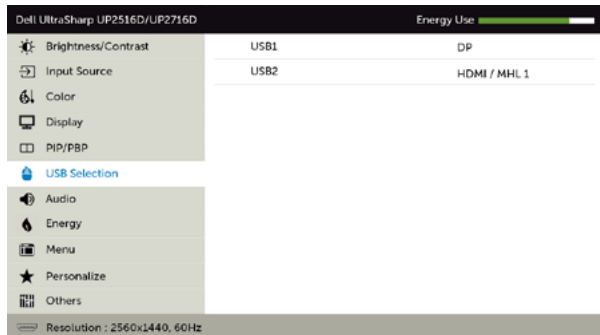 Dell UltraSharp UP2516D/UP2716D Energy Use
Brightness/Contrast USB1 DP
Input Source USB2 HDMI / MHL 1
Color
Display
PIP/PBP
USB Selection
Audio
Energy
Menu
Personalize
Others
Resolution : 2560x1440, 60Hz